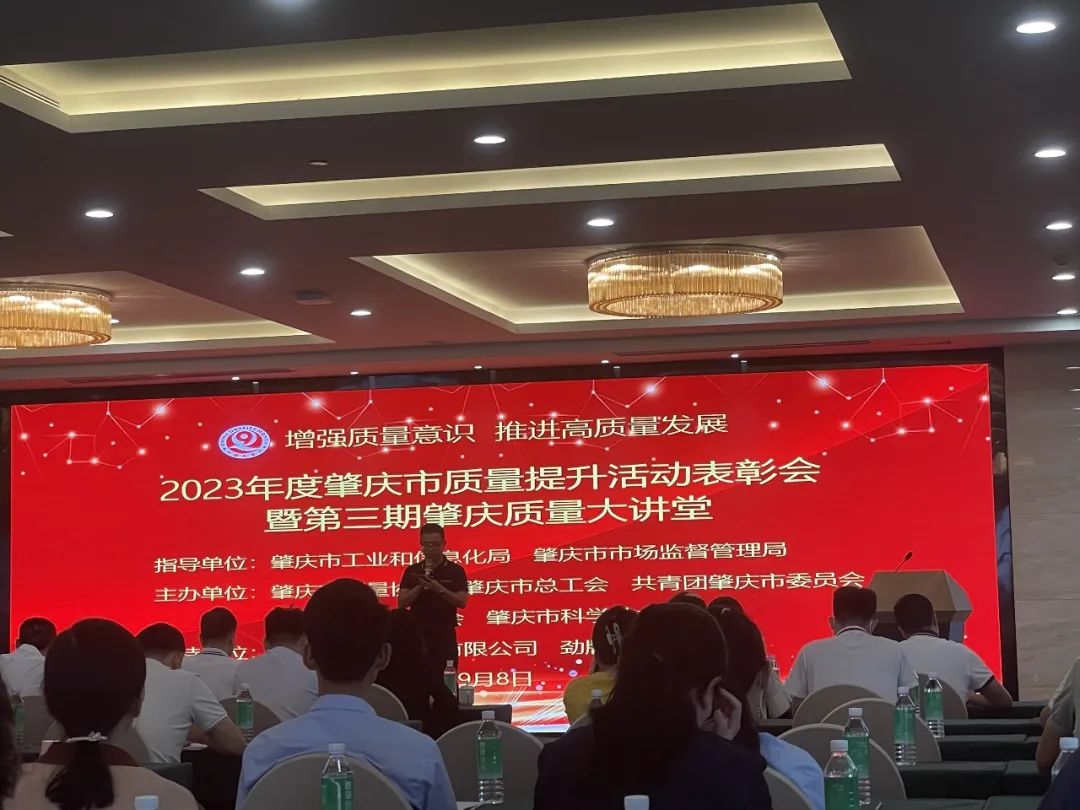 增强质量意识 推进高质量发展
2023年度肇庆市质量提升活动表彰会
暨第三期肇庆质量大讲堂
指导单位：肇庆市工业和信息化局 肇庆市市场监督管理局
主办单位：肇庆 量 肇庆市总工会 共青团肇庆市委员会
肇庆市科学
有限公司 劲牌
9月8日